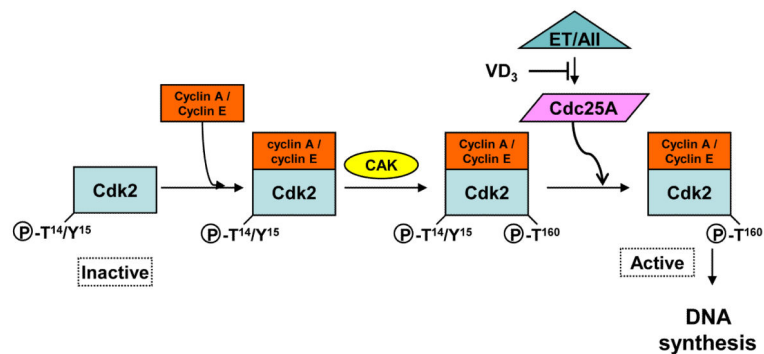 ET/AII
VD₃
Cdc25A
Cyclin A /
Cyclin E
cyclin A /
cyclin E
Cyclin A /
Cyclin E
Cyclin A /
Cyclin E
CAK
Cdk2
Cdk2
Cdk2
Cdk2
Ⓟ-T¹⁴/Y¹⁵
Ⓟ-T¹⁴/Y¹⁵
Ⓟ-T¹⁴/Y¹⁵
Ⓟ-T¹⁶⁰
Ⓟ-T¹⁶⁰
Inactive
Active
DNA
synthesis